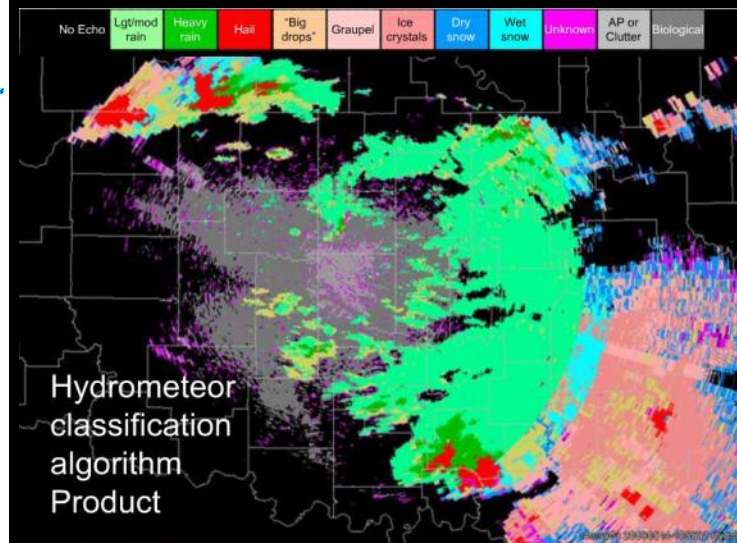 No Echo
Lgt/mod
rain
Heavy
rain
Hail
"Big
drops"
Graupel
Ice
crystals
Dry
snow
Wet
snow
Unknown
AP or
Clutter
Biological
Hydrometeor
classification
algorithm
Product